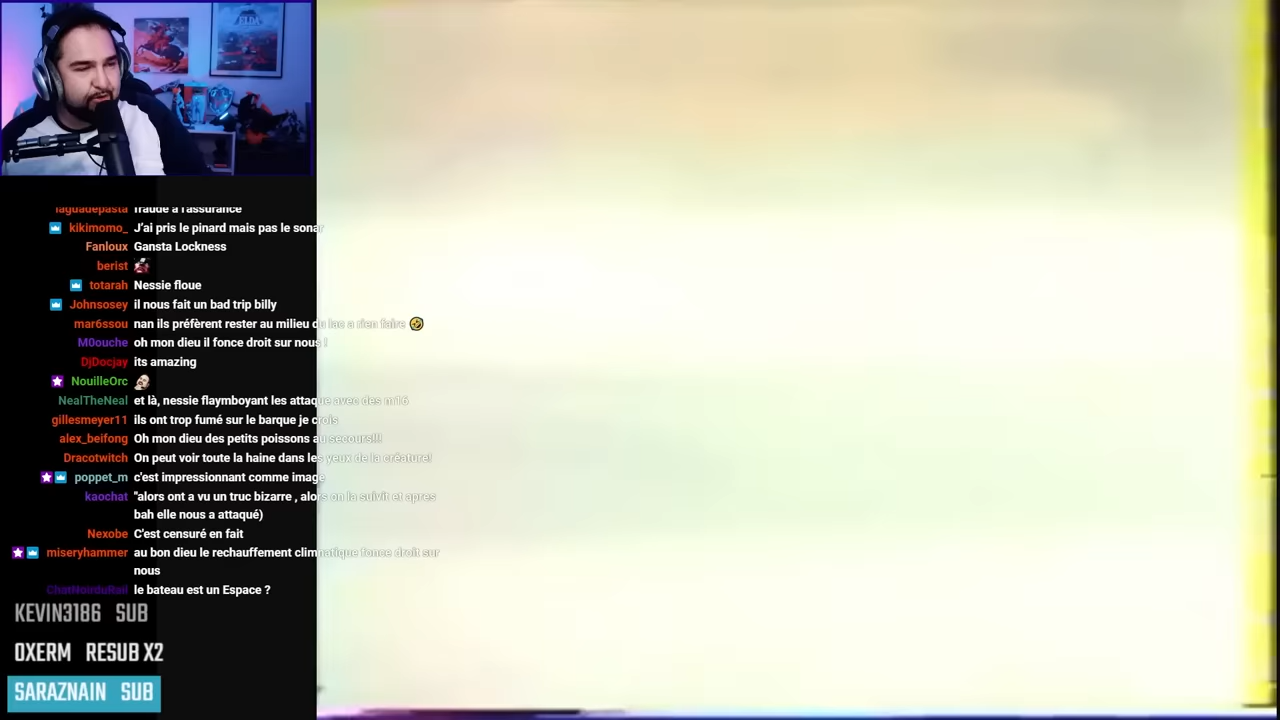 ZELDA
laguadepasta fraude a l'assurance
kikimomo_ J'ai pris le pinard mais pas le sonar
Fanloux Gansta Lockness
berist
totarah Nessie floue
Johnsosey il nous fait un bad trip billy
mar6ssou nan ils préfèrent rester au milieu du lac a rien faire 🤣
M0ouche oh mon dieu il fonce droit sur nous !
DjDocjay its amazing
NouilleOrc
NealTheNeal et là, nessie flaymboyant les attaque avec des m16
gillesmeyer11 ils ont trop fumé sur le barque je crois
alex_beifong Oh mon dieu des petits poissons au secours!!!
Dracotwitch On peut voir toute la haine dans les yeux de la créature!
poppet_m c'est impressionnant comme image
kaochat "alors ont a vu un truc bizarre , alors on la suivit et apres
bah elle nous a attaqué)
Nexobe C'est censuré en fait
miseryhammer au bon dieu le rechauffement climatique fonce droit sur
nous
ChatNoirduRail le bateau est un Espace ?
KEVIN3186 SUB
OXERM RESUB X2
SARAZNAIN SUB